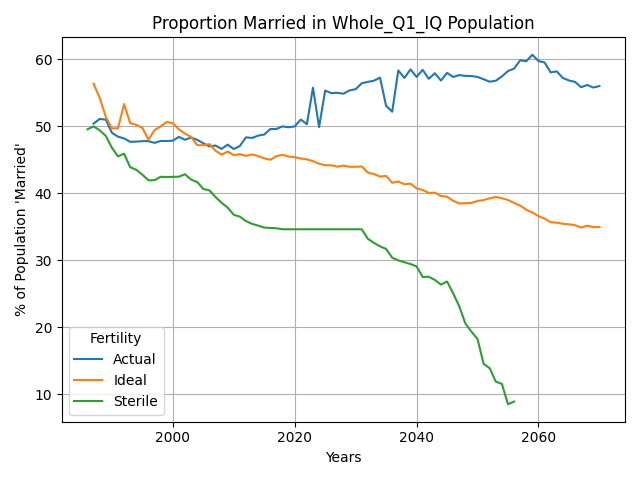 Proportion Married in Whole_Q1_IQ Population
% of Population 'Married'
60
50
40
30
20
10
Fertility
Actual
Ideal
Sterile
2000
2020
2040
2060
Years